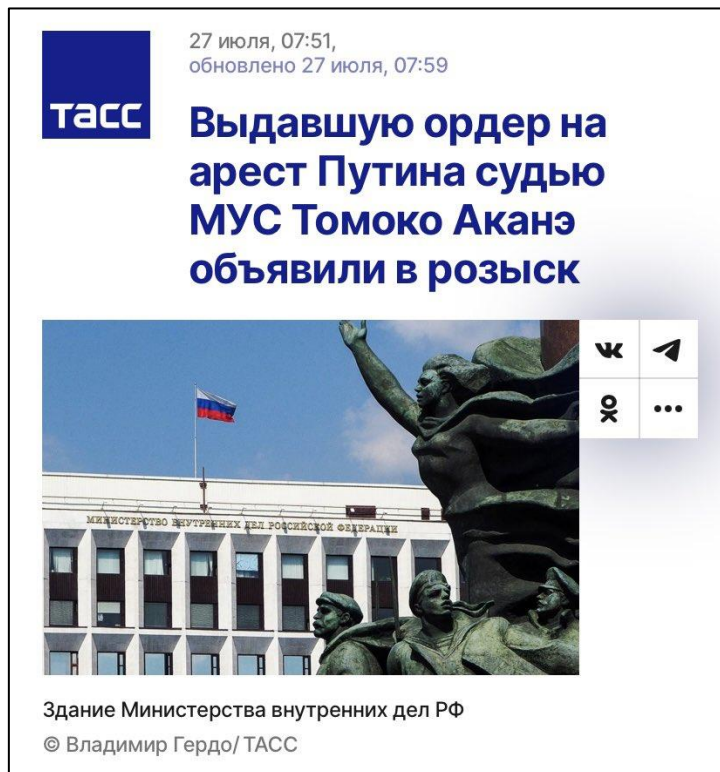 тасс
27 июля, 07:51,
обновлено 27 июля, 07:59
Выдавшую ордер на
арест Путина судью
МУС Томоко Аканэ
объявили в розыск
МИНИСТЕРСТВО ВНУТРЕННИХ ДЕЛ РОССИЙСКОЙ ФЕДЕРАЦИИ
Здание Министерства внутренних дел РФ
© Владимир Гердо/ ТАСС